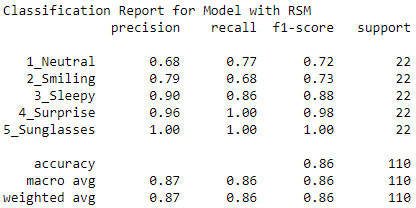 Classification Report for Model with RSM
precision recall f1-score support
1_Neutral 0.68 0.77 0.72 22
2_Smiling 0.79 0.68 0.73 22
3_Sleepy 0.90 0.86 0.88 22
4_Surprise 0.96 1.00 0.98 22
5_Sunglasses 1.00 1.00 1.00 22
accuracy 0.86 110
macro avg 0.87 0.86 0.86 110
weighted avg 0.87 0.86 0.86 110